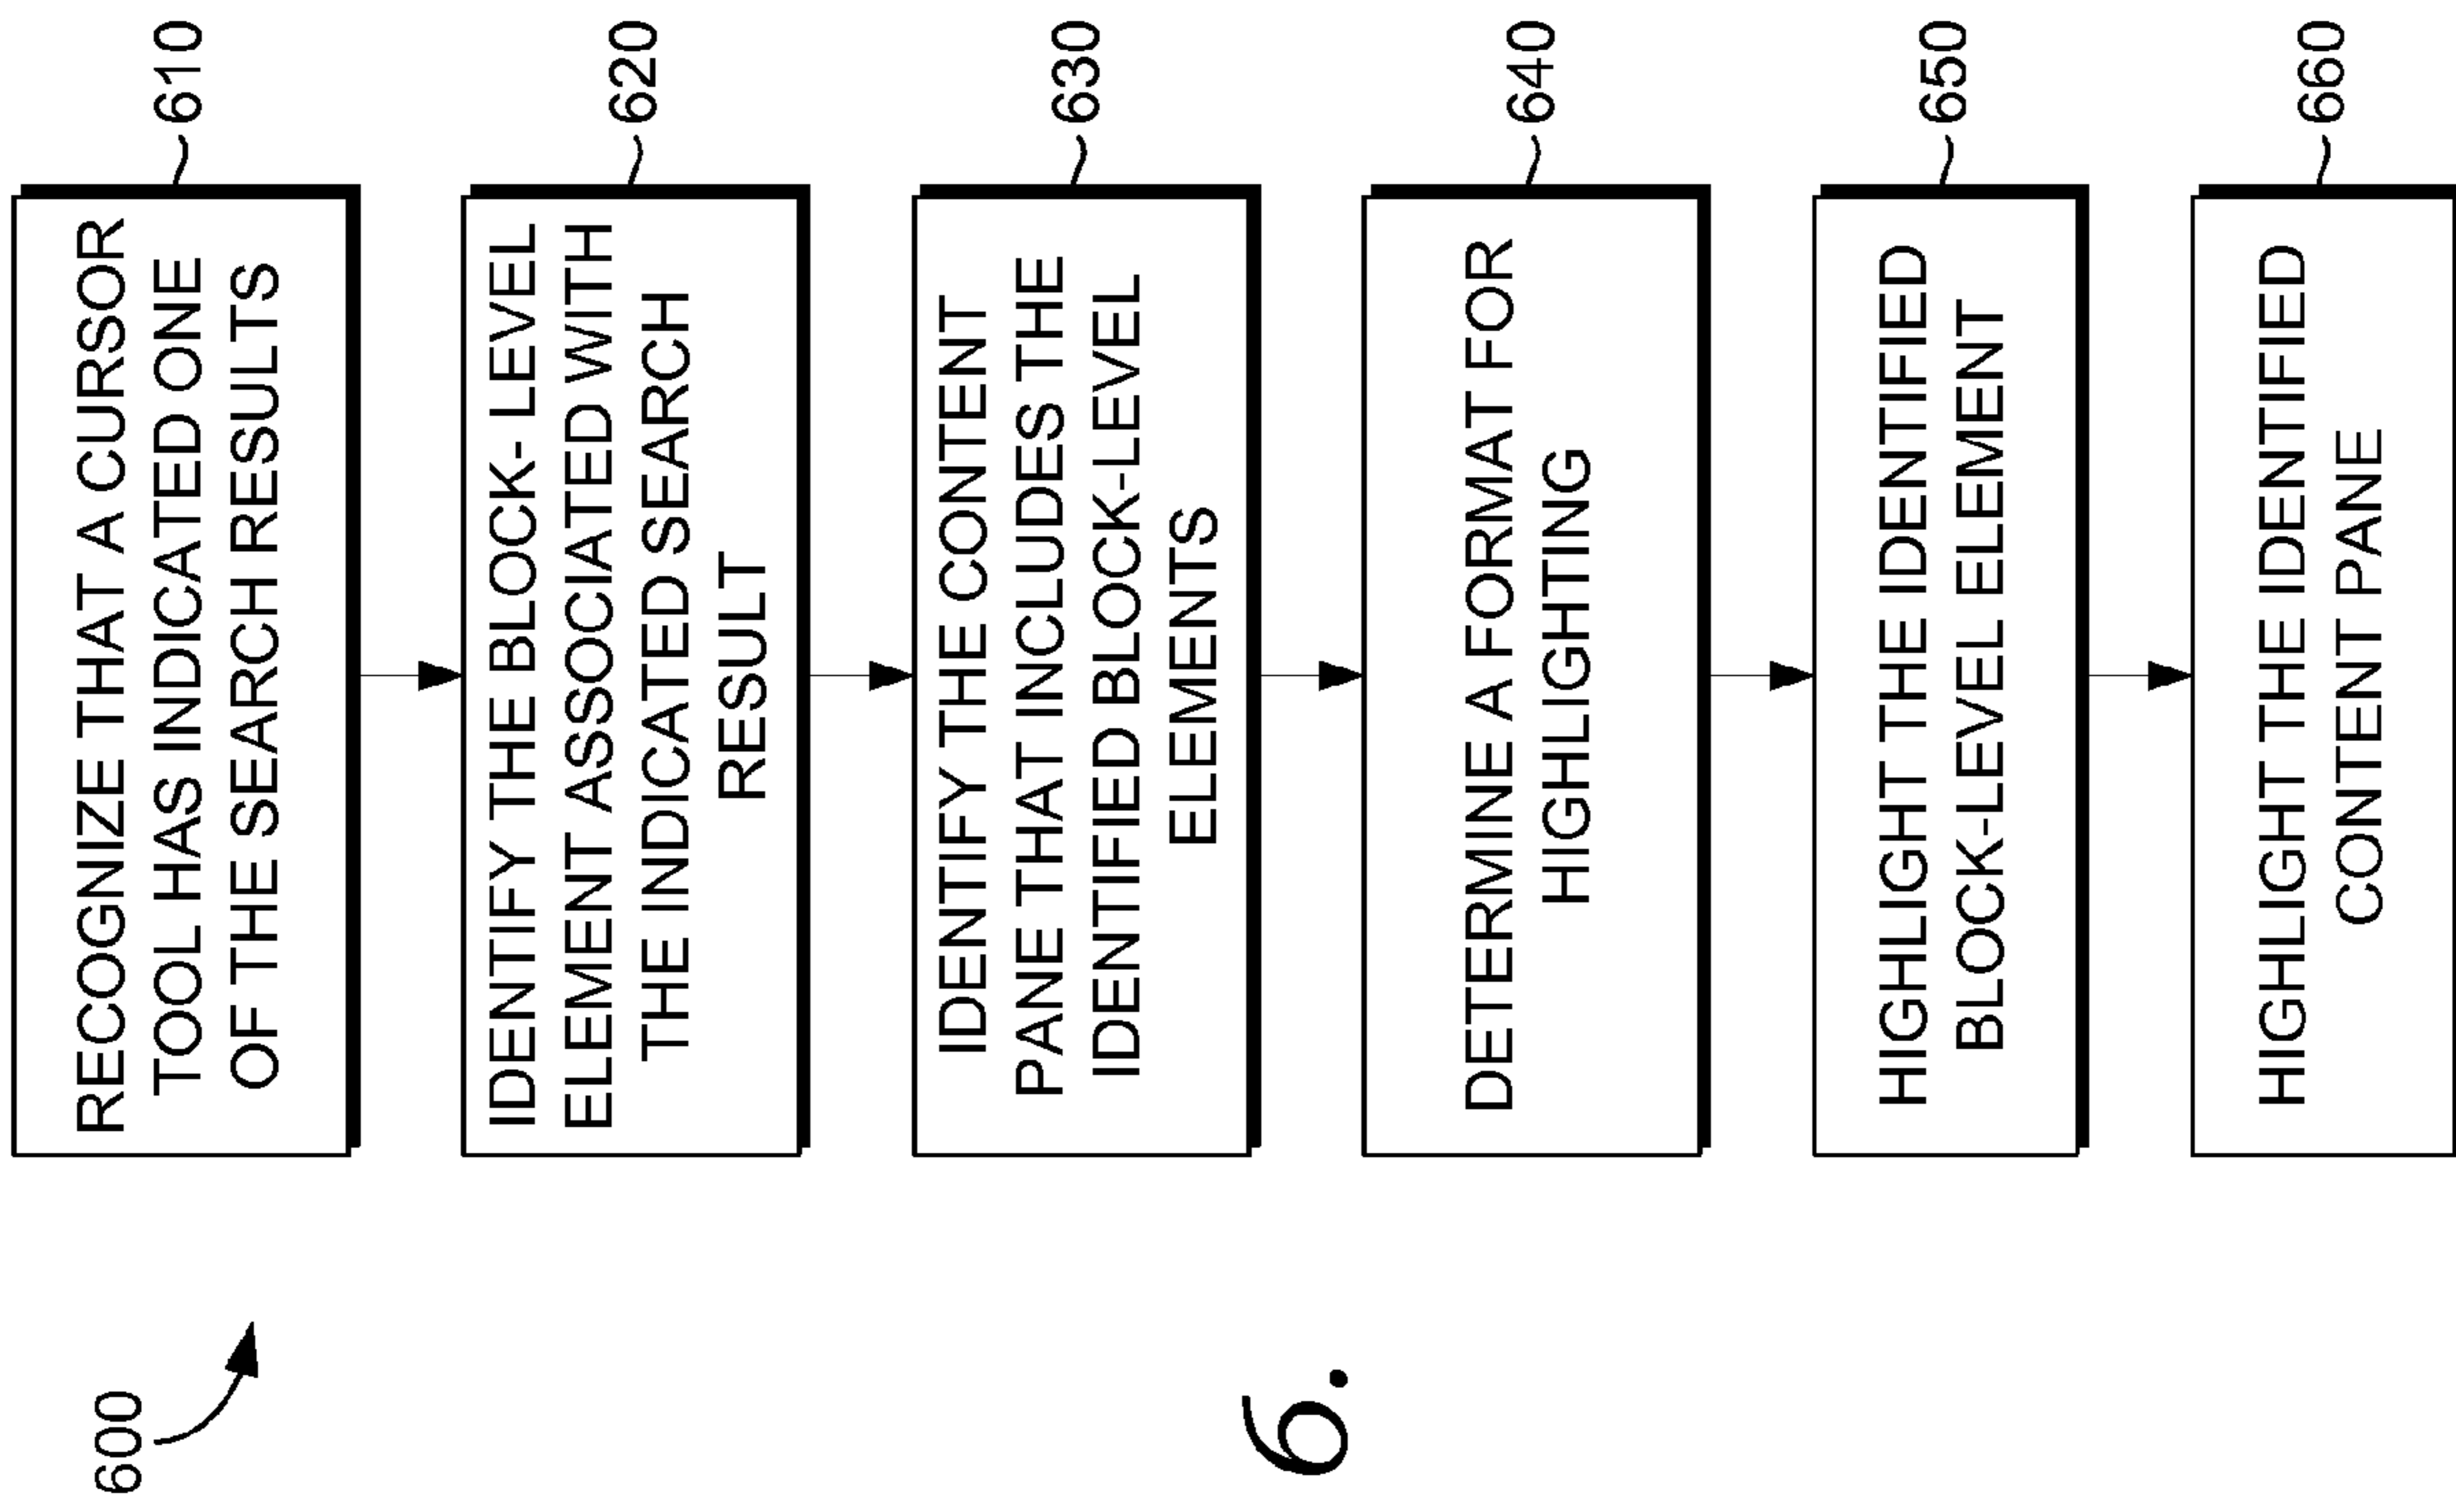 600
RECOGNIZE THAT A CURSOR
TOOL HAS INDICATED ONE
OF THE SEARCH RESULTS
610
IDENTIFY THE BLOCK- LEVEL
ELEMENT ASSOCIATED WITH
THE INDICATED SEARCH
RESULT
620
IDENTIFY THE CONTENT
PANE THAT INCLUDES THE
IDENTIFIED BLOCK-LEVEL
ELEMENTS
630
DETERMINE A FORMAT FOR
HIGHLIGHTING
640
HIGHLIGHT THE IDENTIFIED
BLOCK-LEVEL ELEMENT
650
HIGHLIGHT THE IDENTIFIED
CONTENT PANE
660
6.